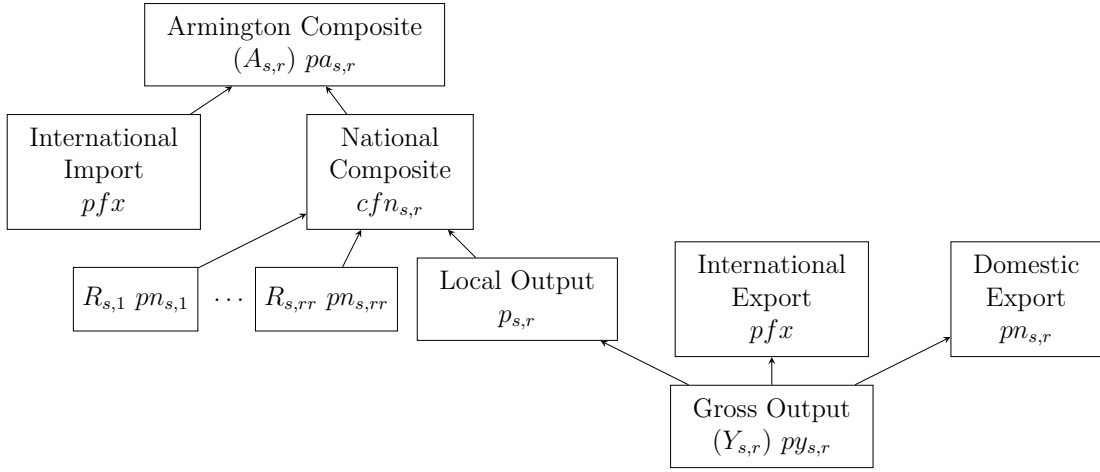 Armington Composite
(A_{s,r}) pa_{s,r}
International
Import
pfx
National
Composite
cfn_{s,r}
R_{s,1} pn_{s,1}
...
R_{s,rr} pn_{s,rr}
Local Output
p_{s,r}
International
Export
pfx
Domestic
Export
pn_{s,r}
Gross Output
(Y_{s,r}) py_{s,r}